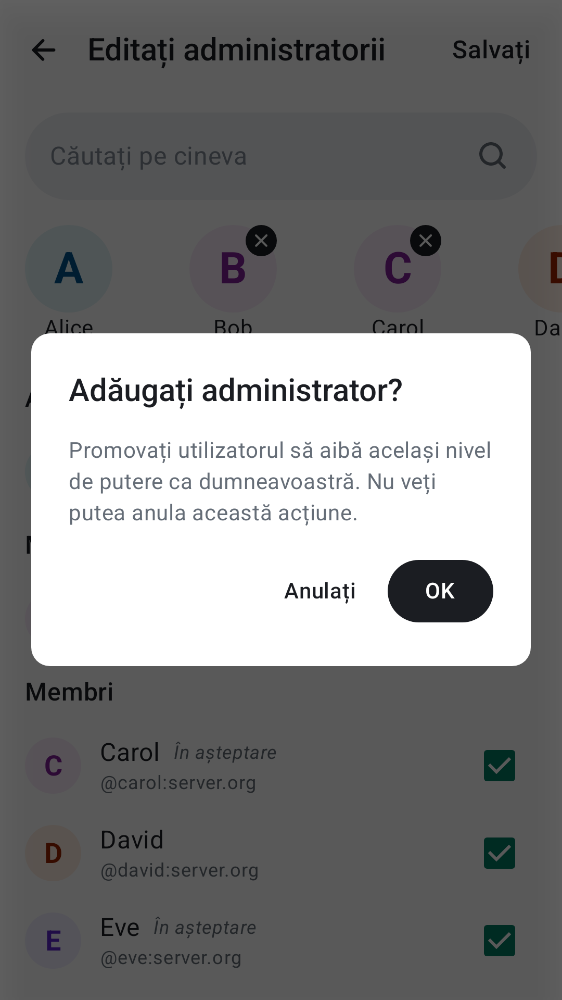 Editați administratorii
Salvați
Căutați pe cineva
A
B
C
D
Alice
Bob
Carol
Da
Adăugați administrator?
Promovați utilizatorul să aibă același nivel
de putere ca dumneavoastră. Nu veți
putea anula această acțiune.
Anulați
OK
Membri
C
Carol În așteptare
@carol:server.org
D
David
@david:server.org
E
Eve În așteptare
@eve:server.org